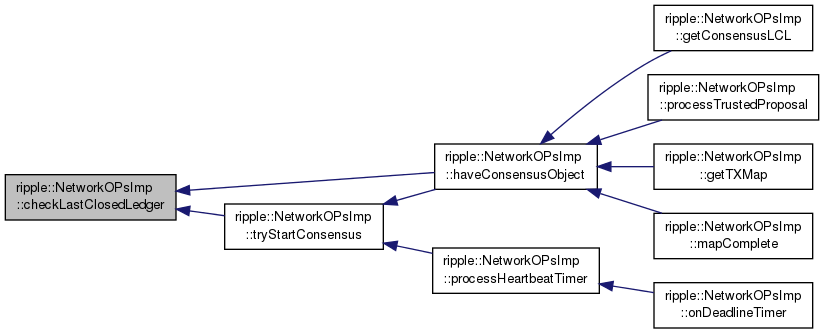 ripple::NetworkOPsImp
::checkLastClosedLedger
ripple::NetworkOPsImp
::haveConsensusObject
ripple::NetworkOPsImp
::tryStartConsensus
ripple::NetworkOPsImp
::processHeartbeatTimer
ripple::NetworkOPsImp
::getConsensusLCL
ripple::NetworkOPsImp
::processTrustedProposal
ripple::NetworkOPsImp
::getTXMap
ripple::NetworkOPsImp
::mapComplete
ripple::NetworkOPsImp
::onDeadlineTimer